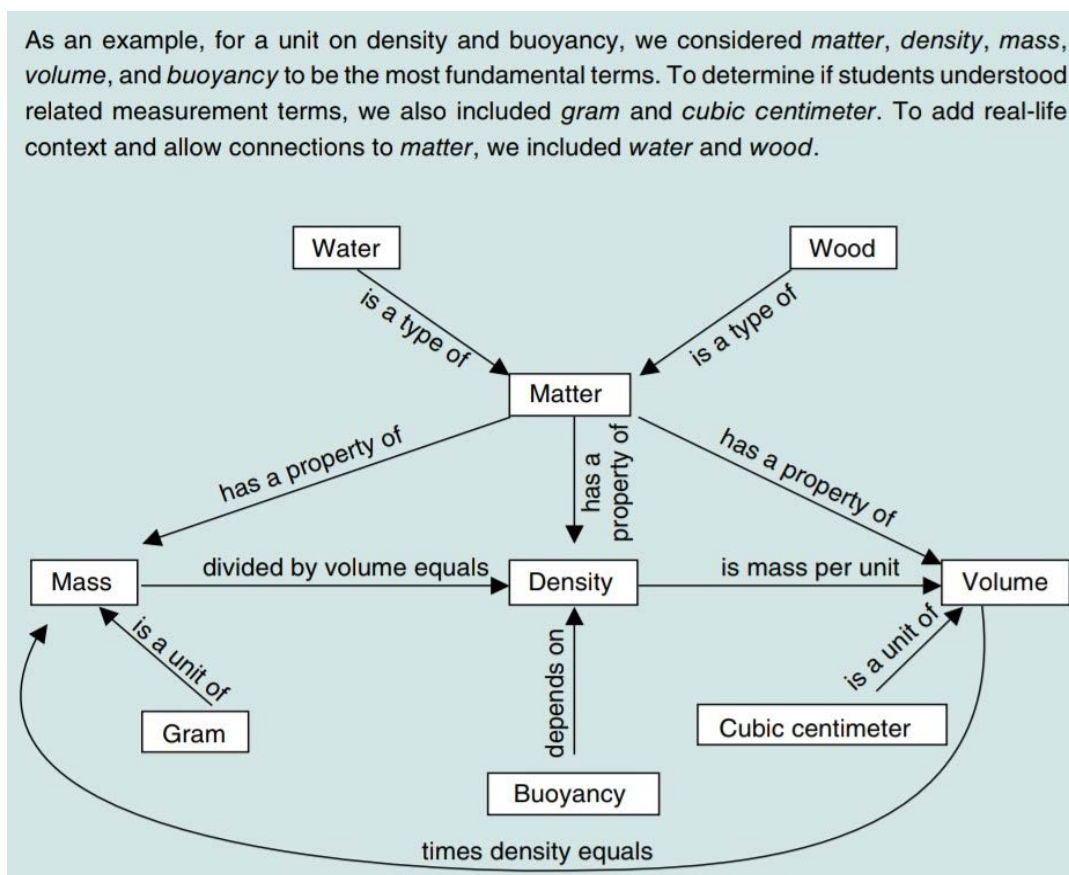 As an example, for a unit on density and buoyancy, we considered matter, density, mass,
volume, and buoyancy to be the most fundamental terms. To determine if students understood
related measurement terms, we also included gram and cubic centimeter. To add real-life
context and allow connections to matter, we included water and wood.
Water
Wood
is a type of
is a type of
Matter
has a property of
has a
property of
has a property of
Mass
divided by volume equals
Density
is mass per unit
Volume
is a unit of
depends on
is a unit of
Gram
Cubic centimeter
Buoyancy
times density equals